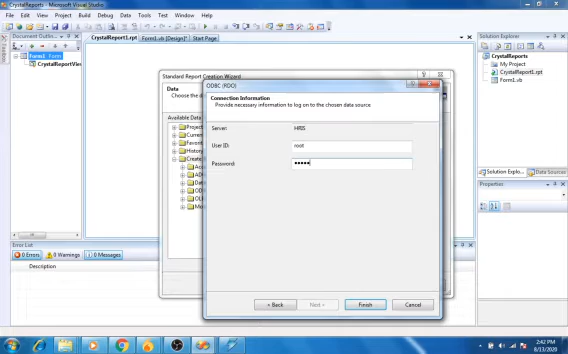 CrystalReports - Microsoft Visual Studio
File Edit View Project Build Debug Data Tools Test Window Help
Document Outline
CrystalReport1.rpt Form1.vb [Design]* Start Page
Solution Explorer
Toolbox
Form1 Form
CrystalReportView
CrystalReports
My Project
CrystalReport1.rpt
Form1.vb
Standard Report Creation Wizard
Data
Choose the d
Available Data
Project
Curren
Favorit
History
Create
ODBC (RDO)
Connection Information
Provide necessary information to log on to the chosen data source
Server: HRIS
User ID: root
Password: •••••
< Back Next > Finish Cancel
Solution Explo... Data Sources
Properties
Error List
0 Errors 0 Warnings 0 Messages
Description
2:42 PM
8/13/2020